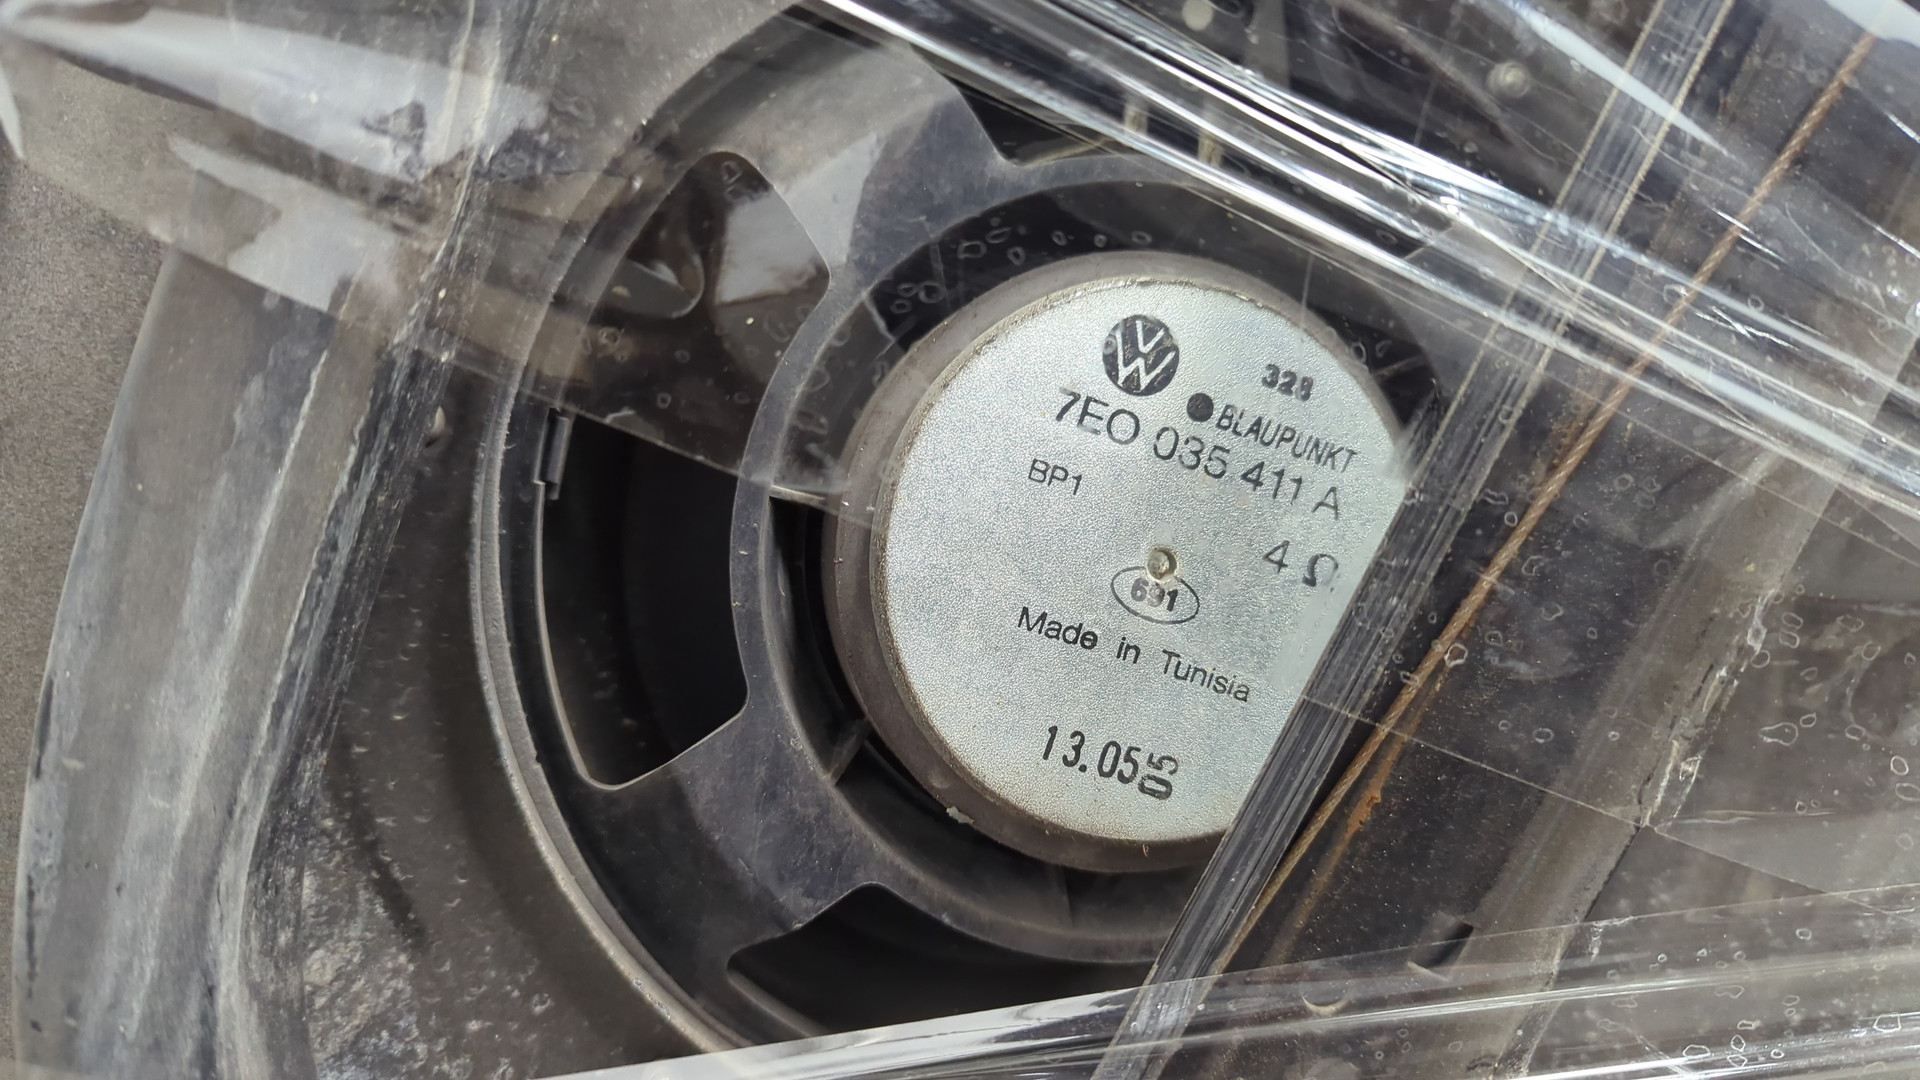 VW
328
BLAUPUNKT
7E0 035 411 A
BP1
4 Ω
691
Made in Tunisia
13.05 05